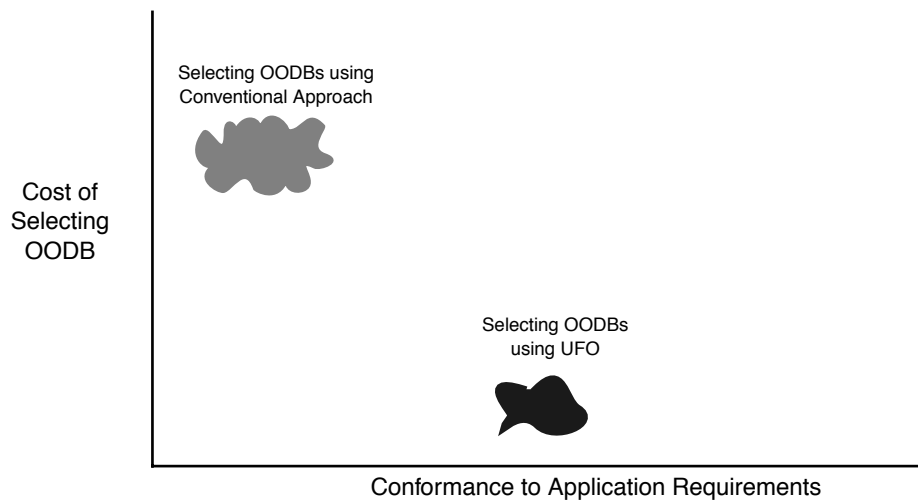 Selecting OODBs using
Conventional Approach
Cost of
Selecting
OODB
Selecting OODBs
using UFO
Conformance to Application Requirements